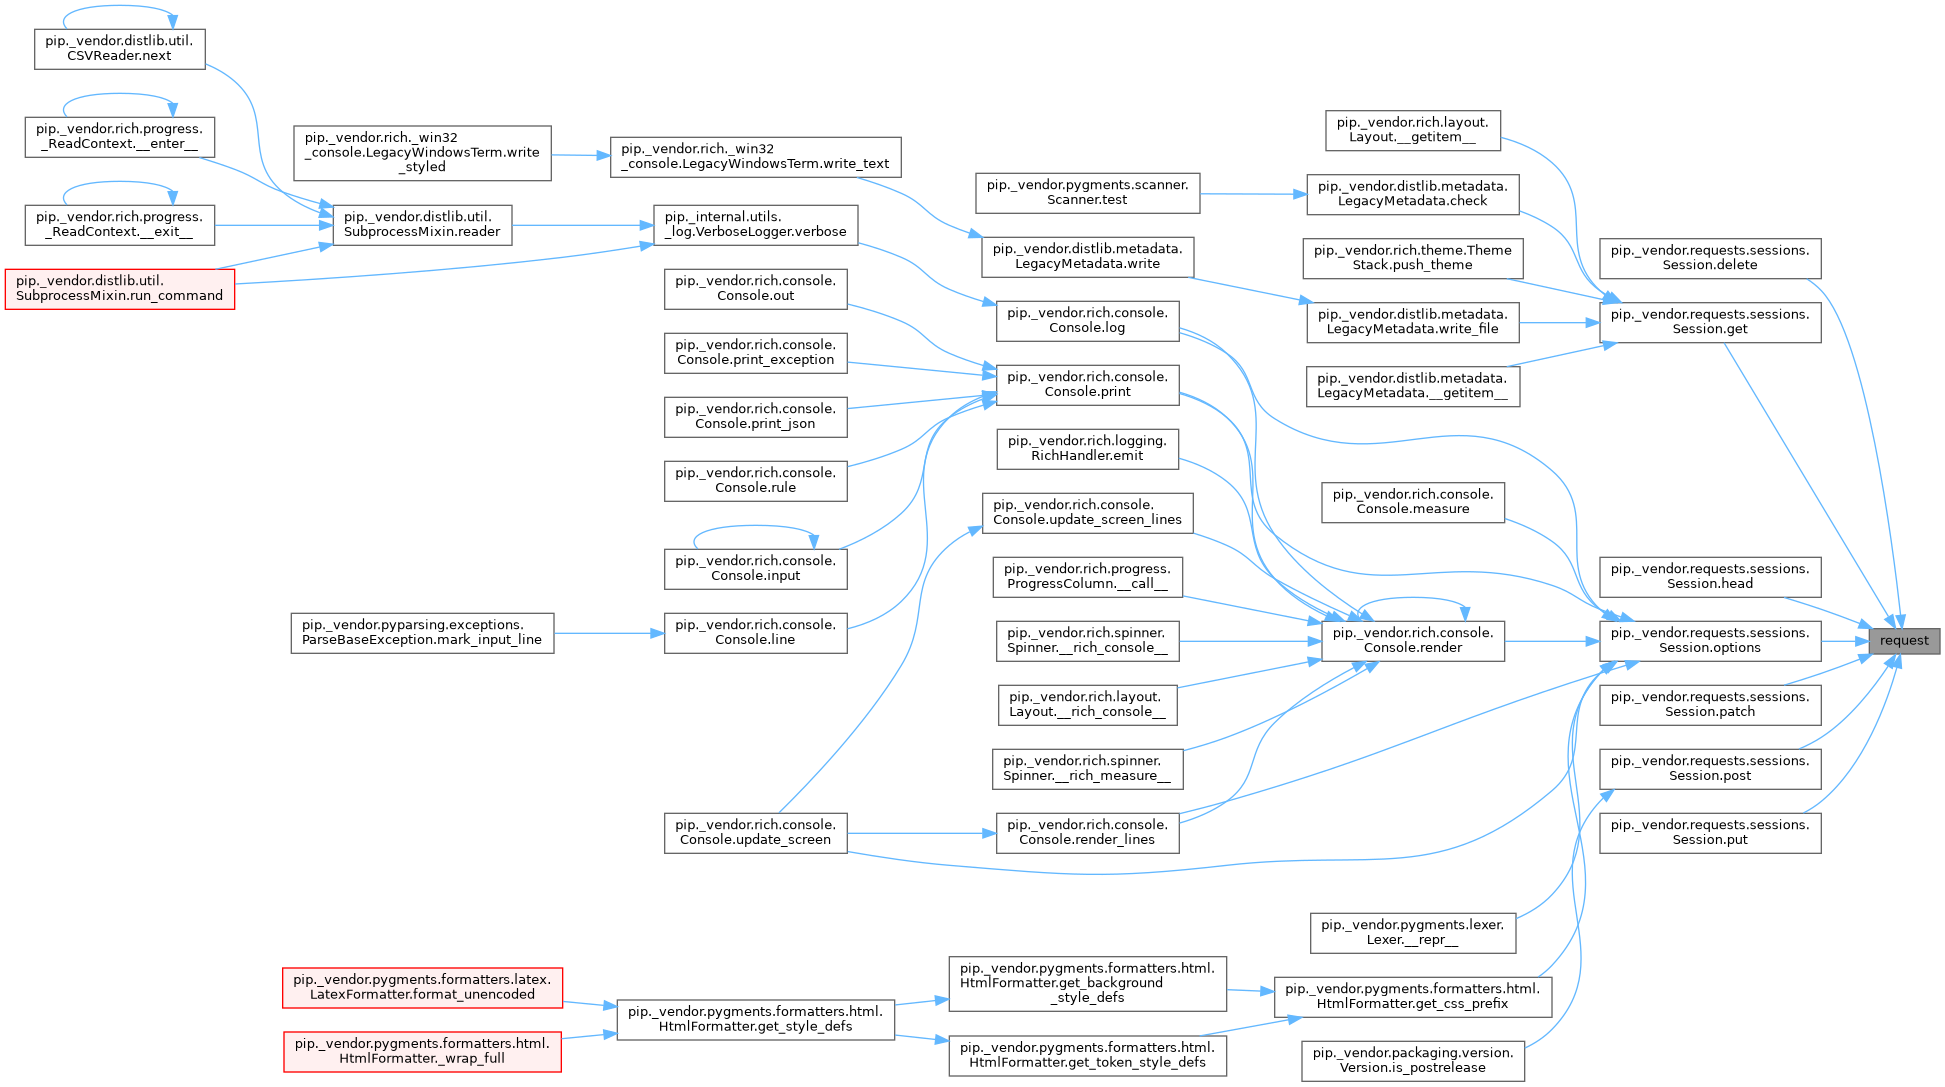 pip._vendor.distlib.util.
CSVReader.next
pip._vendor.rich.progress.
_ReadContext.__enter__
pip._vendor.rich.progress.
_ReadContext.__exit__
pip._vendor.distlib.util.
SubprocessMixin.run_command
pip._vendor.rich._win32
_console.LegacyWindowsTerm.write
_styled
pip._vendor.distlib.util.
SubprocessMixin.reader
pip._vendor.pyparsing.exceptions.
ParseBaseException.mark_input_line
pip._vendor.pygments.formatters.latex.
LatexFormatter.format_unencoded
pip._vendor.pygments.formatters.html.
HtmlFormatter._wrap_full
pip._vendor.rich._win32
_console.LegacyWindowsTerm.write_text
pip._internal.utils.
_log.VerboseLogger.verbose
pip._vendor.rich.console.
Console.out
pip._vendor.rich.console.
Console.print_exception
pip._vendor.rich.console.
Console.print_json
pip._vendor.rich.console.
Console.rule
pip._vendor.rich.console.
Console.input
pip._vendor.rich.console.
Console.line
pip._vendor.rich.console.
Console.update_screen
pip._vendor.pygments.formatters.html.
HtmlFormatter.get_style_defs
pip._vendor.pygments.scanner.
Scanner.test
pip._vendor.distlib.metadata.
LegacyMetadata.write
pip._vendor.rich.console.
Console.log
pip._vendor.rich.console.
Console.print
pip._vendor.rich.logging.
RichHandler.emit
pip._vendor.rich.console.
Console.update_screen_lines
pip._vendor.rich.progress.
ProgressColumn.__call__
pip._vendor.rich.spinner.
Spinner.__rich_console__
pip._vendor.rich.layout.
Layout.__rich_console__
pip._vendor.rich.spinner.
Spinner.__rich_measure__
pip._vendor.rich.console.
Console.render_lines
pip._vendor.pygments.formatters.html.
HtmlFormatter.get_background
_style_defs
pip._vendor.pygments.formatters.html.
HtmlFormatter.get_token_style_defs
pip._vendor.rich.layout.
Layout.__getitem__
pip._vendor.distlib.metadata.
LegacyMetadata.check
pip._vendor.rich.theme.Theme
Stack.push_theme
pip._vendor.distlib.metadata.
LegacyMetadata.write_file
pip._vendor.distlib.metadata.
LegacyMetadata.__getitem__
pip._vendor.rich.console.
Console.measure
pip._vendor.rich.console.
Console.render
pip._vendor.pygments.lexer.
Lexer.__repr__
pip._vendor.pygments.formatters.html.
HtmlFormatter.get_css_prefix
pip._vendor.packaging.version.
Version.is_postrelease
pip._vendor.requests.sessions.
Session.delete
pip._vendor.requests.sessions.
Session.get
pip._vendor.requests.sessions.
Session.head
pip._vendor.requests.sessions.
Session.options
pip._vendor.requests.sessions.
Session.patch
pip._vendor.requests.sessions.
Session.post
pip._vendor.requests.sessions.
Session.put
request